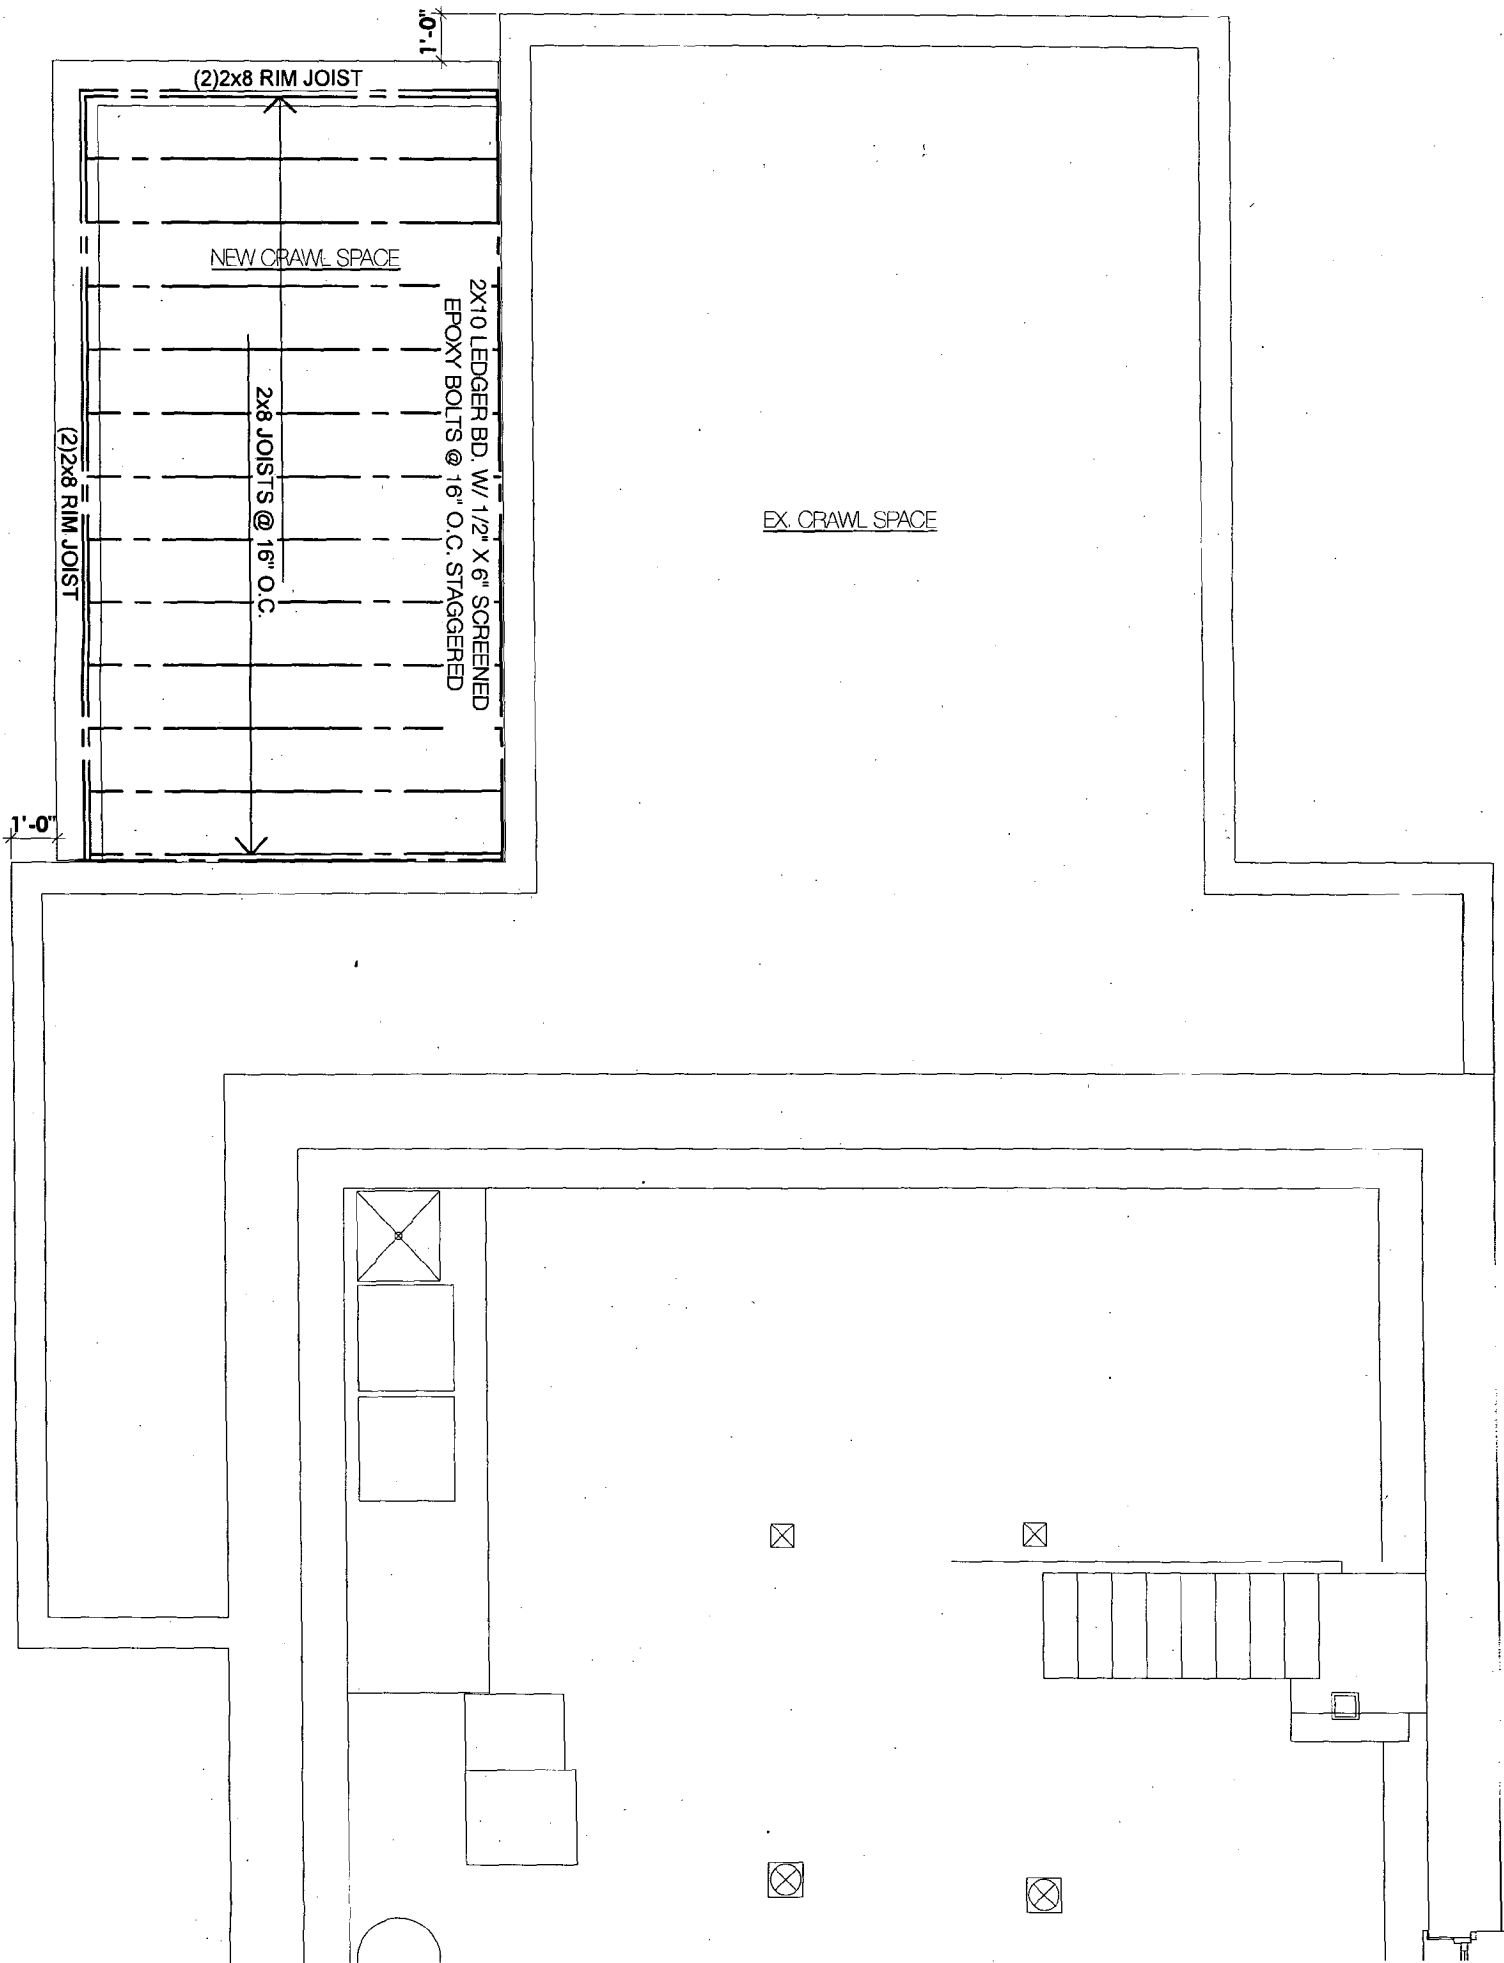 1'-0"
(2)2x8 RIM JOIST
NEW CRAWL SPACE
2X10 LEDGER BD. W/ 1/2" X 6" SCREENED
EPOXY BOLTS @ 16" O.C. STAGGERED
2x8 JOISTS @ 16" O.C.
(2)2x8 RIM JOIST
EX. CRAWL SPACE
1'-0"